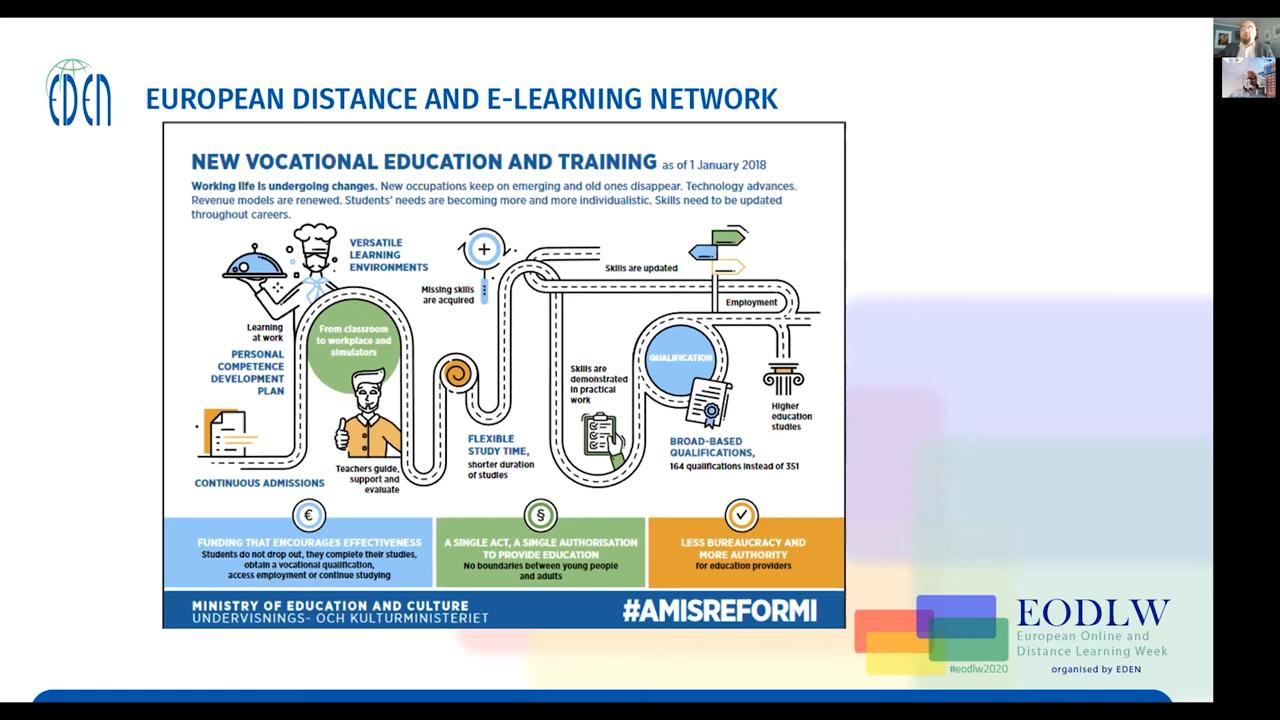 EDEN
EUROPEAN DISTANCE AND E-LEARNING NETWORK
NEW VOCATIONAL EDUCATION AND TRAINING as of 1 January 2018
Working life is undergoing changes. New occupations keep on emerging and old ones disappear. Technology advances.
Revenue models are renewed. Students' needs are becoming more and more individualistic. Skills need to be updated
throughout careers.
VERSATILE
LEARNING
ENVIRONMENTS
Missing skills
are acquired
Skills are updated
Employment
Learning
at work
From classroom
to workplace and
simulators
PERSONAL
COMPETENCE
DEVELOPMENT
PLAN
Skills are
demonstrated
in practical
work
QUALIFICATION
Higher
education
studies
FLEXIBLE
STUDY TIME,
shorter duration
of studies
BROAD-BASED
QUALIFICATIONS,
164 qualifications instead of 351
CONTINUOUS ADMISSIONS
Teachers guide,
support and
evaluate
€
§
FUNDING THAT ENCOURAGES EFFECTIVENESS
Students do not drop out, they complete their studies,
obtain a vocational qualification,
access employment or continue studying
A SINGLE ACT, A SINGLE AUTHORISATION
TO PROVIDE EDUCATION
No boundaries between young people
and adults
LESS BUREAUCRACY AND
MORE AUTHORITY
for education providers
MINISTRY OF EDUCATION AND CULTURE
UNDERVISNINGS- OCH KULTURMINISTERIET
#AMISREFORMI
EODLW
European Online and
Distance Learning Week
#eodlw2020
organised by EDEN